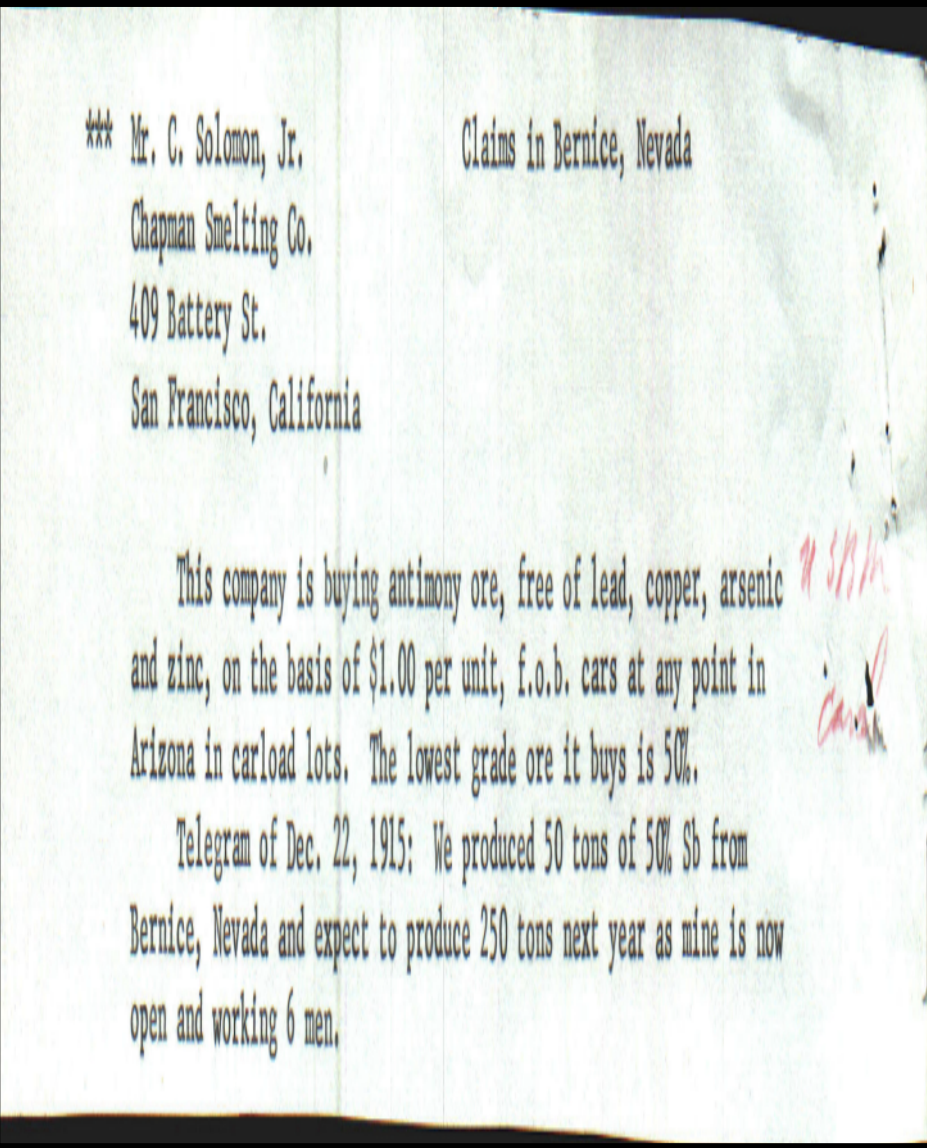 *** Mr. C. Solomon, Jr. Claims in Bernice, Nevada
Chapman Smelting Co.
409 Battery St.
San Francisco, California
This company is buying antimony ore, free of lead, copper, arsenic
and zinc, on the basis of $1.00 per unit, f.o.b. cars at any point in
Arizona in carload lots. The lowest grade ore it buys is 50%.
Telegram of Dec. 22, 1915: We produced 50 tons of 50% Sb from
Bernice, Nevada and expect to produce 250 tons next year as mine is now
open and working 6 men.